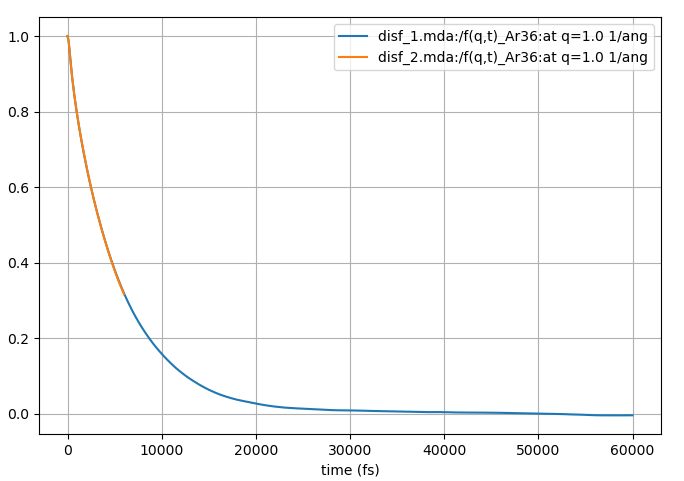 disf_1.mda:/f(q,t)_Ar36:at q=1.0 1/ang
disf_2.mda:/f(q,t)_Ar36:at q=1.0 1/ang
1.0
0.8
0.6
0.4
0.2
0.0
0 10000 20000 30000 40000 50000 60000
time (fs)